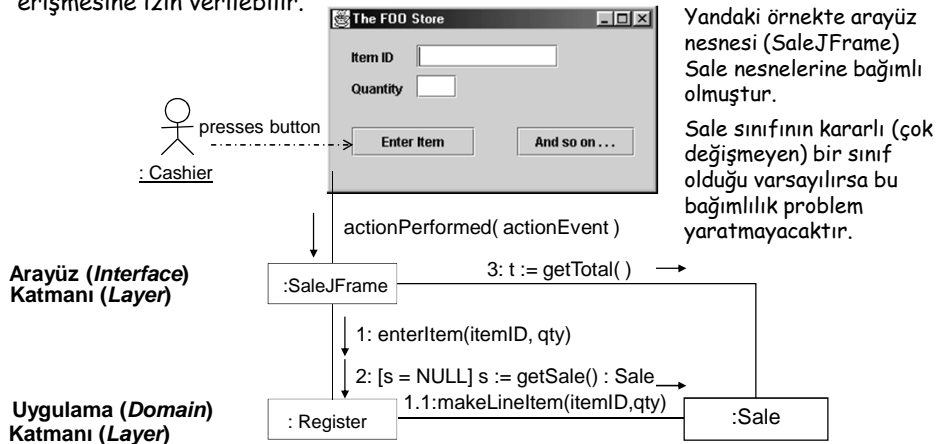 erişmesine izin verilebilir.
The FOO Store
Item ID
Quantity
Enter Item
And so on . . .
presses button
: Cashier
Yandaki örnekte arayüz
nesnesi (SaleJFrame)
Sale nesnelerine bağımlı
olmuştur.
Sale sınıfının kararlı (çok
değişmeyen) bir sınıf
olduğu varsayılırsa bu
bağımlılık problem
yaratmayacaktır.
actionPerformed( actionEvent )
Arayüz (Interface)
Katmanı (Layer)
:SaleJFrame
3: t := getTotal( )
1: enterItem(itemID, qty)
2: [s = NULL] s := getSale() : Sale
1.1:makeLineItem(itemID,qty)
Uygulama (Domain)
Katmanı (Layer)
: Register
:Sale